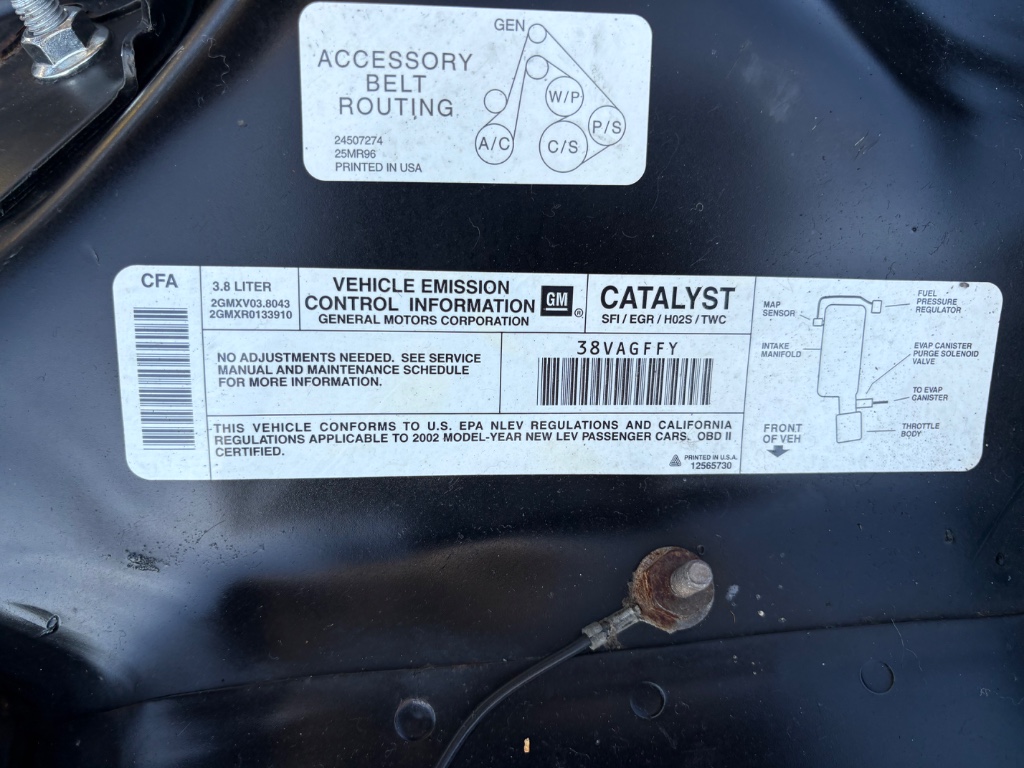 ACCESSORY
BELT
ROUTING
24507274
25MR96
PRINTED IN USA
GEN
W/P
P/S
A/C
C/S
CFA
3.8 LITER
2GMXV03.8043
2GMXR0133910
VEHICLE EMISSION
CONTROL INFORMATION
GENERAL MOTORS CORPORATION
GM
®
CATALYST
SFI / EGR / H02S / TWC
NO ADJUSTMENTS NEEDED. SEE SERVICE
MANUAL AND MAINTENANCE SCHEDULE
FOR MORE INFORMATION.
38VAGFFY
THIS VEHICLE CONFORMS TO U.S. EPA NLEV REGULATIONS AND CALIFORNIA
REGULATIONS APPLICABLE TO 2002 MODEL-YEAR NEW LEV PASSENGER CARS. OBD II
CERTIFIED.
PRINTED IN U.S.A.
12565730
MAP
SENSOR
FUEL
PRESSURE
REGULATOR
INTAKE
MANIFOLD
EVAP CANISTER
PURGE SOLENOID
VALVE
TO EVAP
CANISTER
FRONT
OF VEH
THROTTLE
BODY